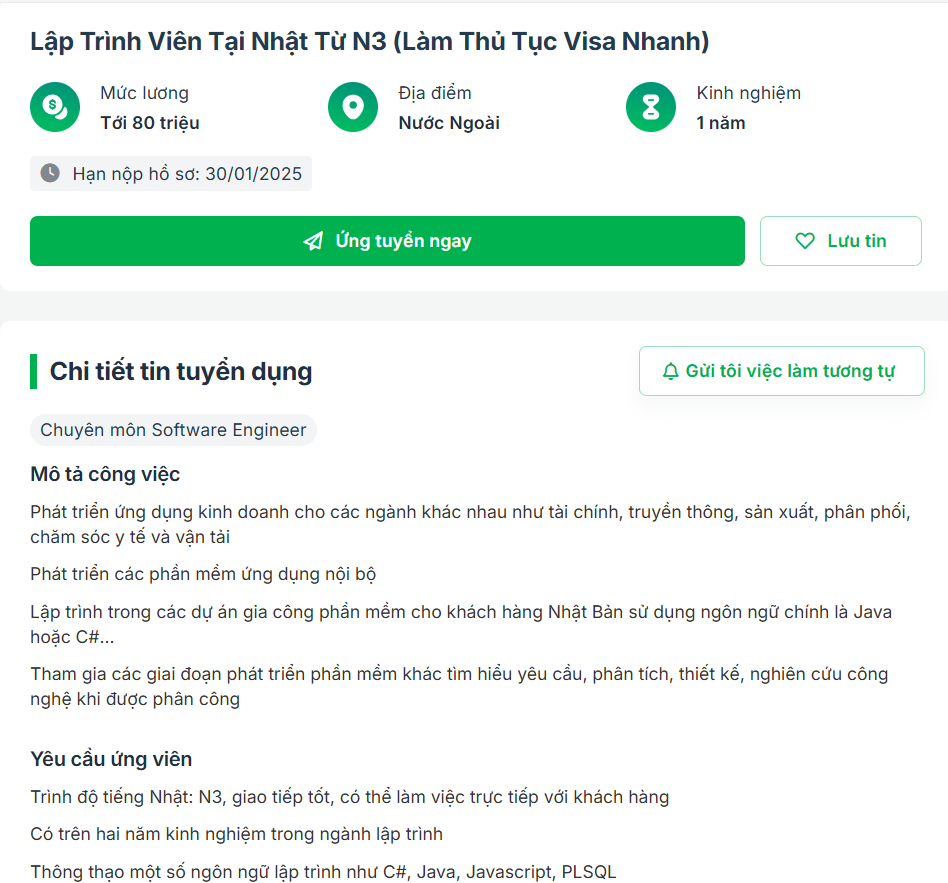 Lập Trình Viên Tại Nhật Từ N3 (Làm Thủ Tục Visa Nhanh)
Mức lương
Tới 80 triệu
Địa điểm
Nước Ngoài
Kinh nghiệm
1 năm
Hạn nộp hồ sơ: 30/01/2025
Ứng tuyển ngay
Lưu tin
Chi tiết tin tuyển dụng
Gửi tôi việc làm tương tự
Chuyên môn Software Engineer
Mô tả công việc
Phát triển ứng dụng kinh doanh cho các ngành khác nhau như tài chính, truyền thông, sản xuất, phân phối,
chăm sóc y tế và vận tải
Phát triển các phần mềm ứng dụng nội bộ
Lập trình trong các dự án gia công phần mềm cho khách hàng Nhật Bản sử dụng ngôn ngữ chính là Java
hoặc C#...
Tham gia các giai đoạn phát triển phần mềm khác tìm hiểu yêu cầu, phân tích, thiết kế, nghiên cứu công
nghệ khi được phân công
Yêu cầu ứng viên
Trình độ tiếng Nhật: N3, giao tiếp tốt, có thể làm việc trực tiếp với khách hàng
Có trên hai năm kinh nghiệm trong ngành lập trình
Thông thạo một số ngôn ngữ lập trình như C#, Java, Javascript, PLSQL